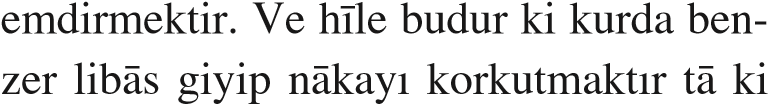 emdirmektir. Ve hīle budur ki kurda ben-
zer libās giyip nākayı korkutmaktır tā ki